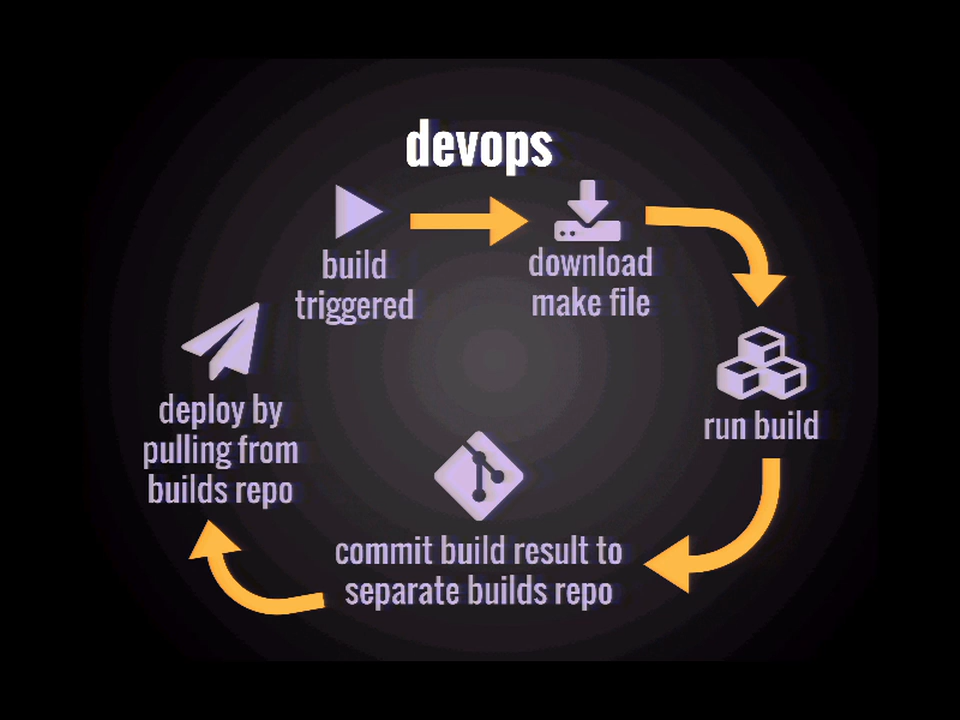 devops
build
triggered
download
make file
run build
commit build result to
separate builds repo
deploy by
pulling from
builds repo